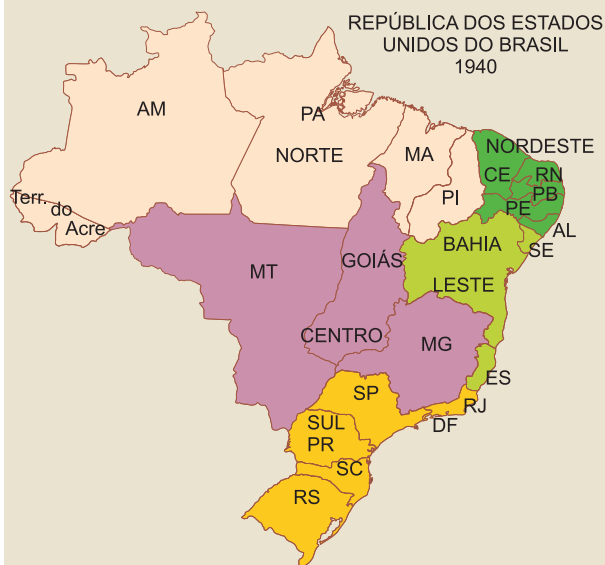 REPÚBLICA DOS ESTADOS
UNIDOS DO BRASIL
1940
AM
PA
NORTE
MA
PI
NORDESTE
CE
RN
PB
PE
AL
SE
Terr. do
Acre
BAHIA
LESTE
MT
GOIÁS
CENTRO
MG
ES
SP
RJ
DF
SUL
PR
SC
RS